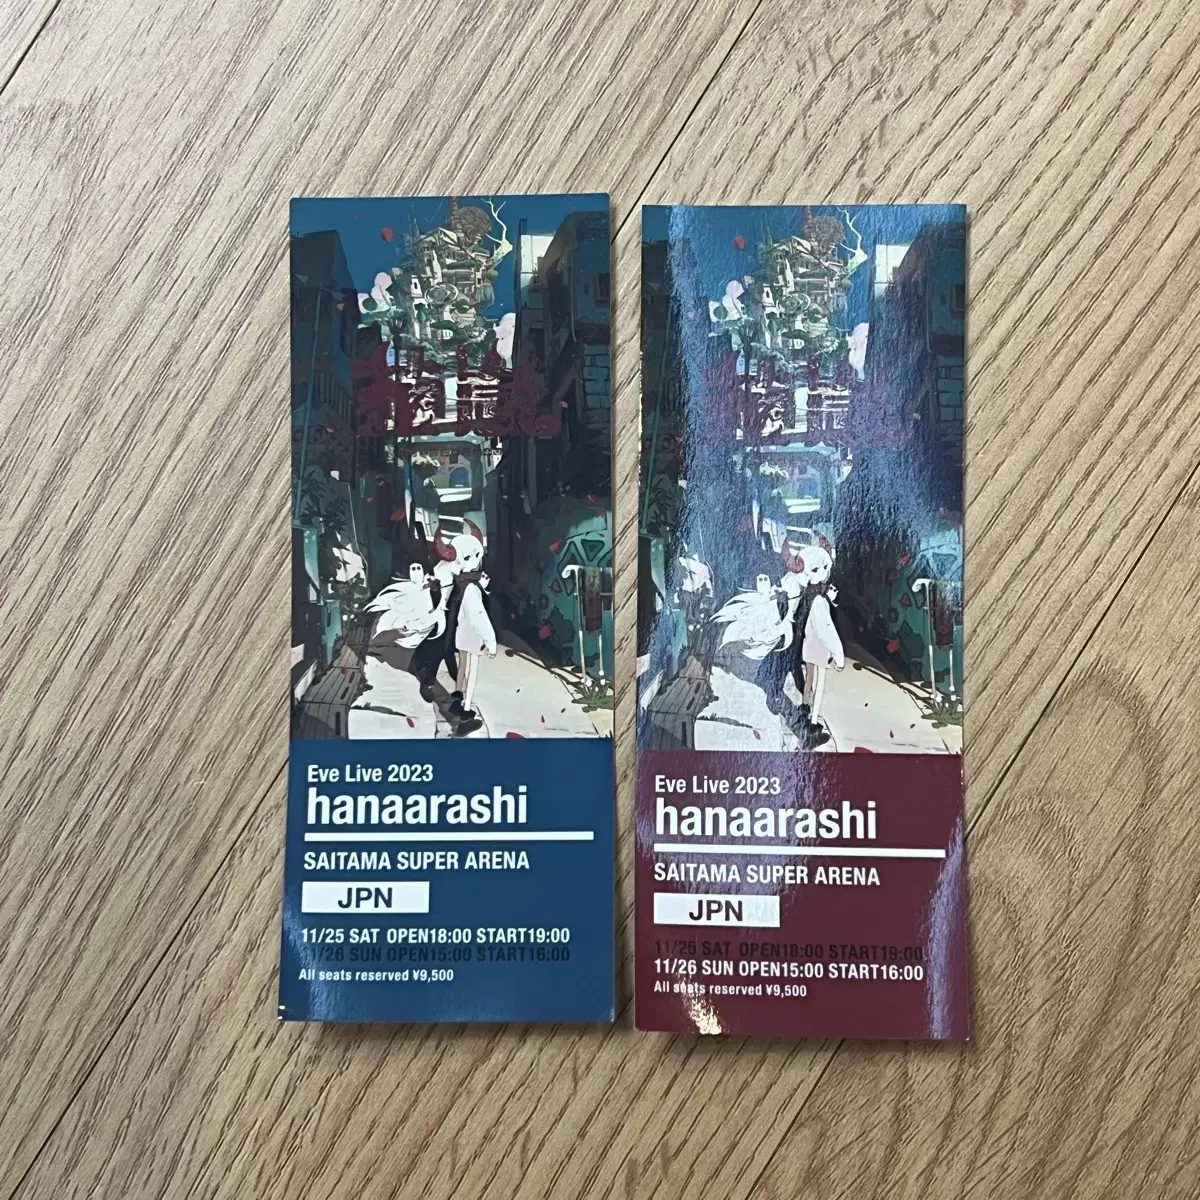 Eve Live 2023
hanaarashi
SAITAMA SUPER ARENA
JPN
11/25 SAT OPEN18:00 START19:00
11/26 SUN OPEN15:00 START16:00
All seats reserved ¥9,500
Eve Live 2023
hanaarashi
SAITAMA SUPER ARENA
JPN
11/26 SAT OPEN18:00 START19:00
11/26 SUN OPEN15:00 START16:00
All seats reserved ¥9,500